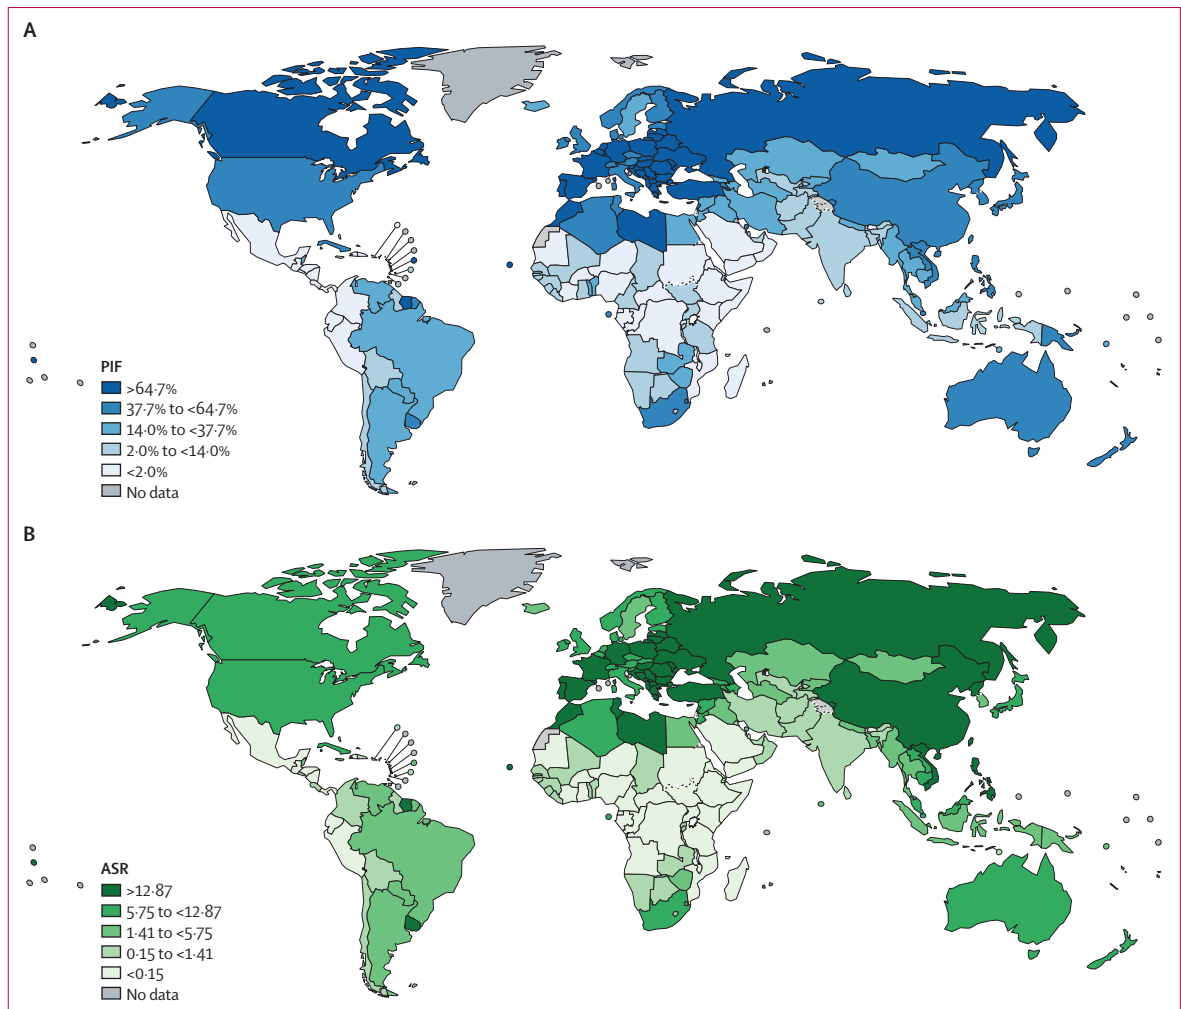 A
PIF
>64·7%
37·7% to <64·7%
14·0% to <37·7%
2·0% to <14·0%
<2·0%
No data
B
ASR
>12·87
5·75 to <12·87
1·41 to <5·75
0·15 to <1·41
<0·15
No data